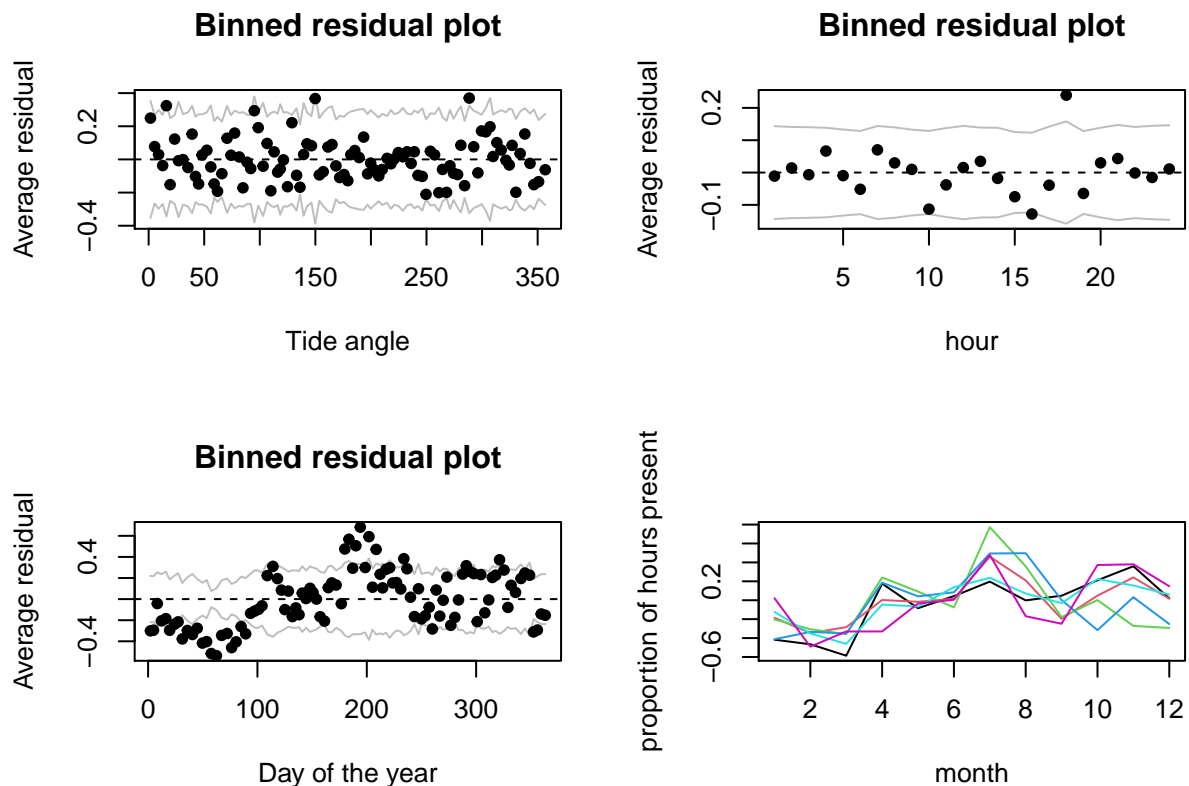 Binned residual plot
Average residual
0.2
−0.4
0 50 150 250 350
Tide angle
Binned residual plot
Average residual
0.2
−0.1
5 10 15 20
hour
Binned residual plot
Average residual
0.4
−0.4
0 100 200 300
Day of the year
proportion of hours present
0.2
−0.6
2 4 6 8 10 12
month